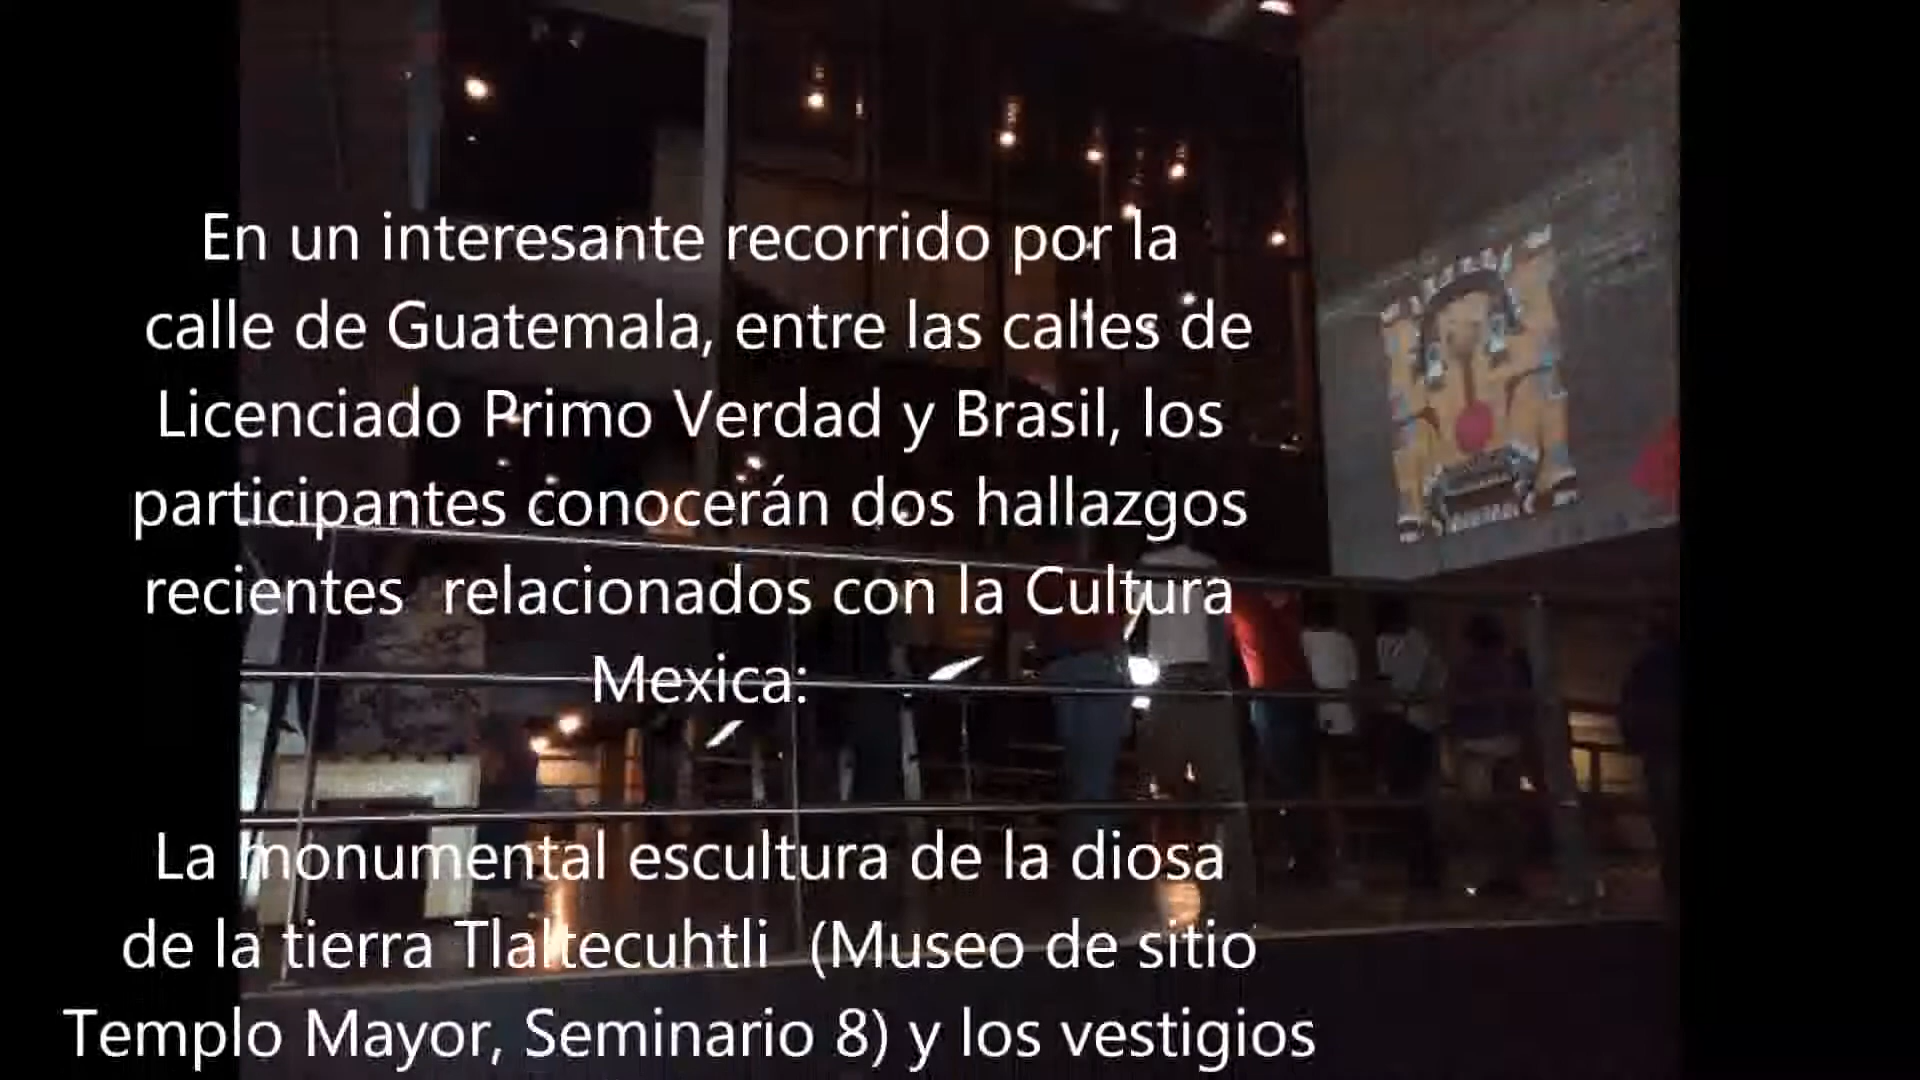 En un interesante recorrido por la
calle de Guatemala, entre las calles de
Licenciado Primo Verdad y Brasil, los
participantes conocerán dos hallazgos
recientes  relacionados con la Cultura
Mexica:
La monumental escultura de la diosa
de la tierra Tlaltecuhtli  (Museo de sitio
Templo Mayor, Seminario 8) y los vestigios